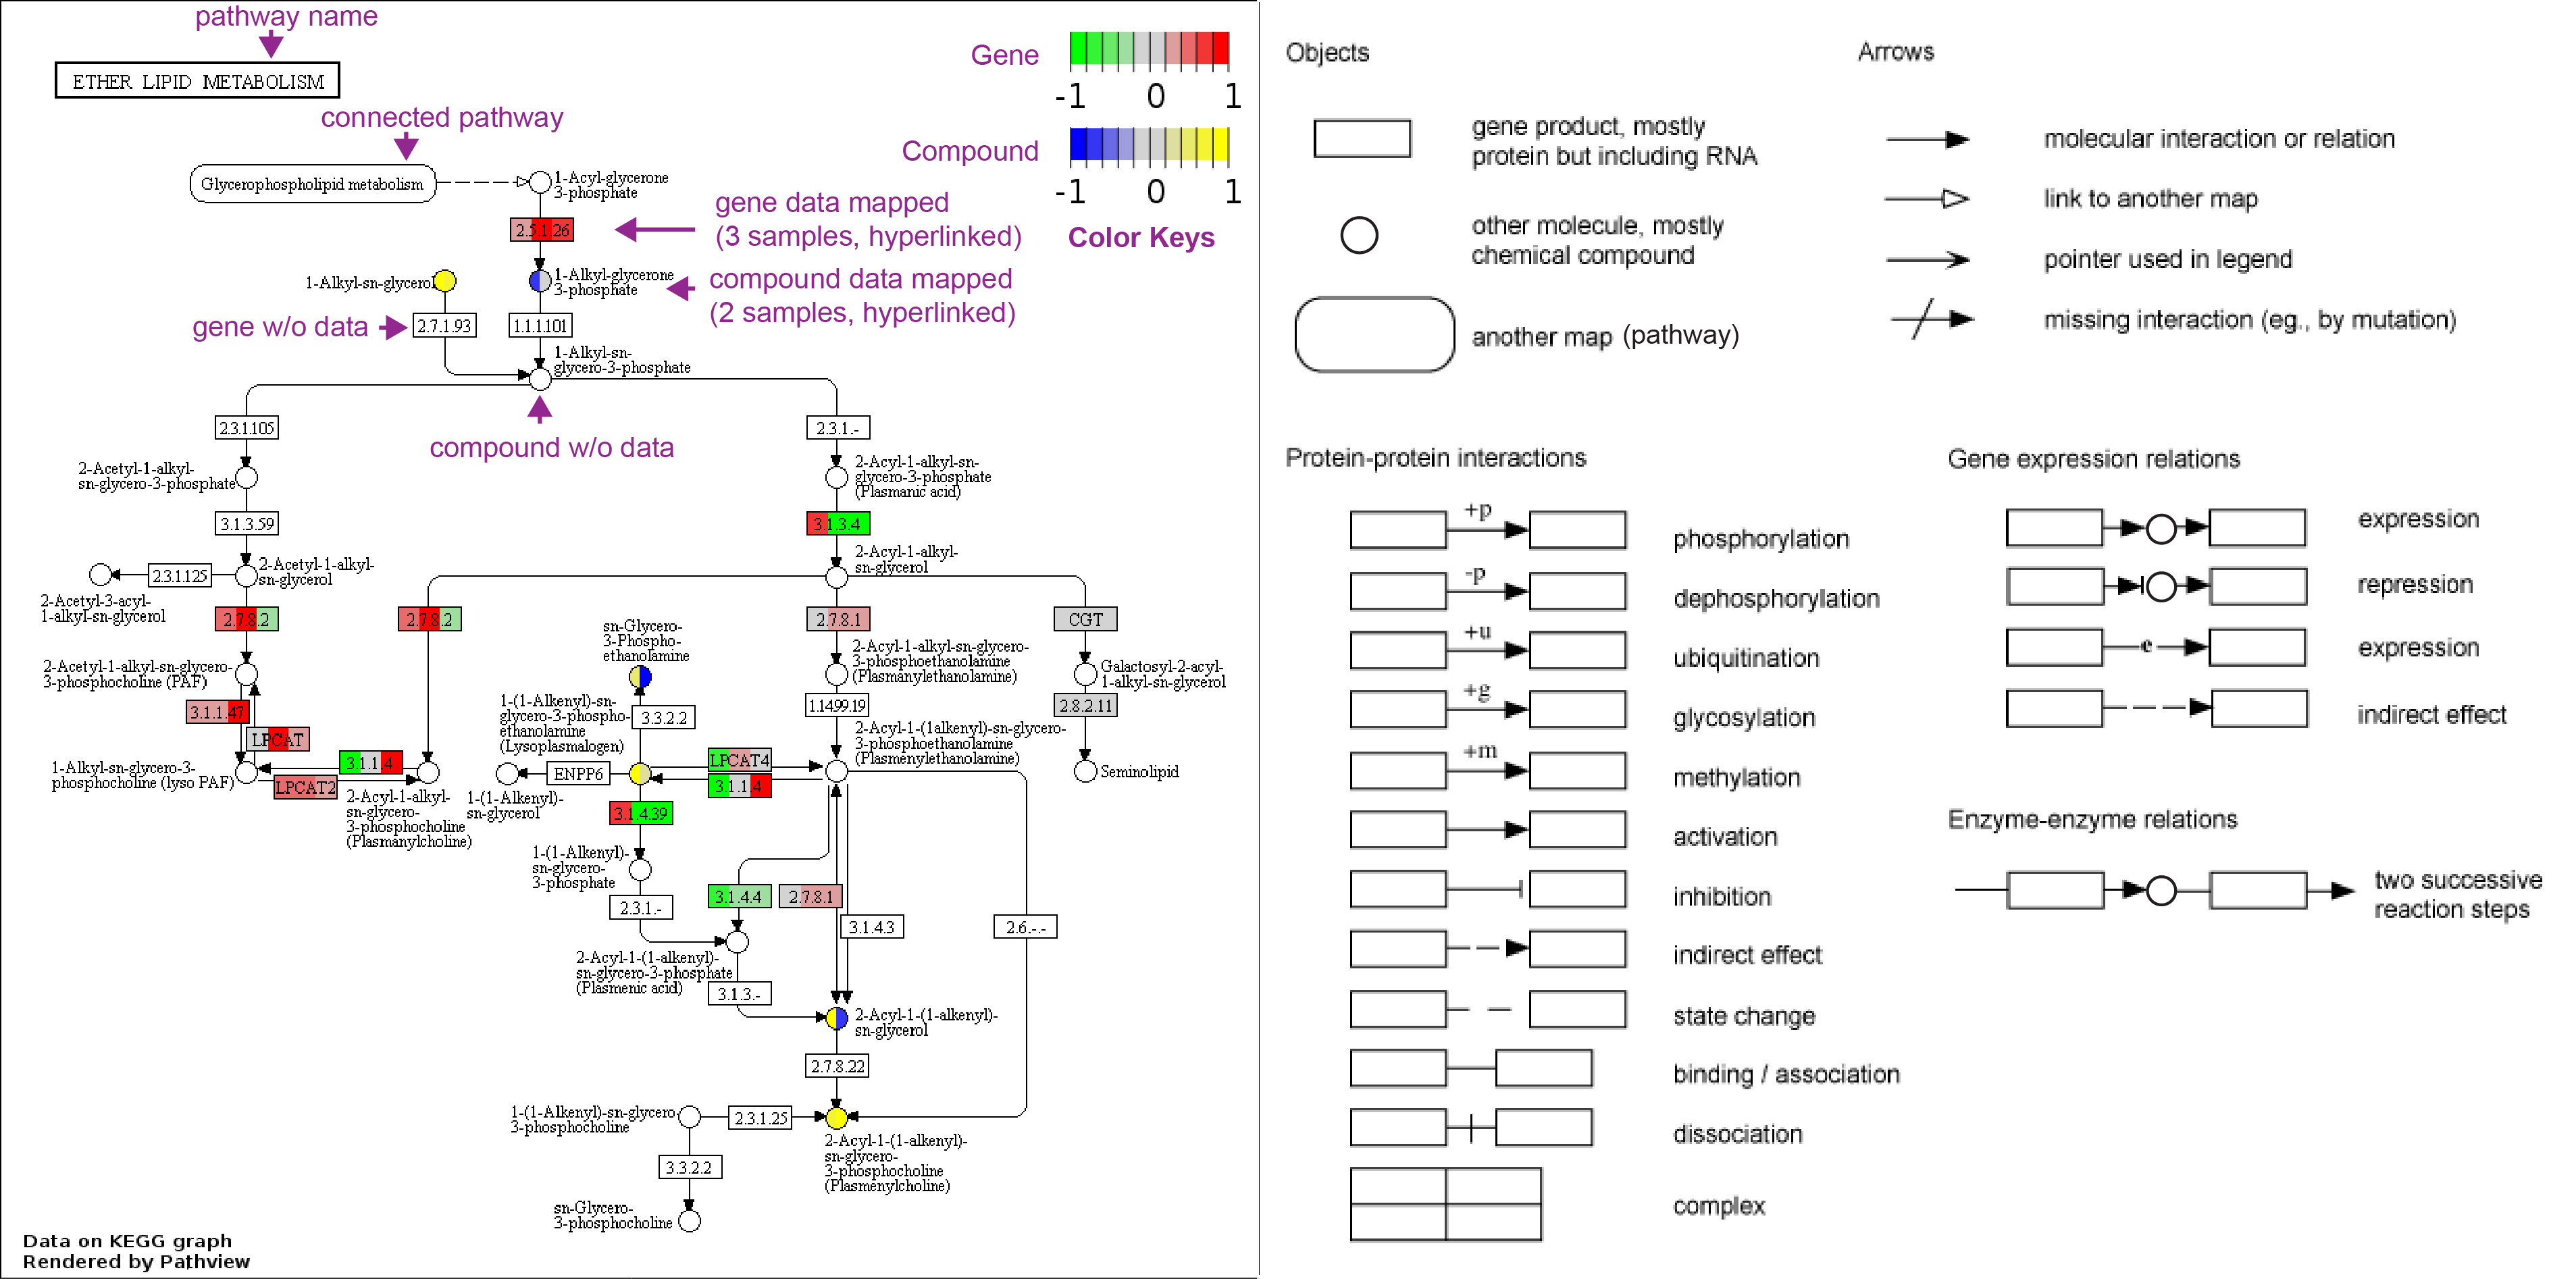 pathway name
ETHER LIPID METABOLISM
connected pathway
Glycerophospholipid metabolism
1-Acyl-glycerone
3-phosphate
Gene
-1 0 1
Compound
-1 0 1
Color Keys
2.5.1.26
gene data mapped
(3 samples, hyperlinked)
1-Alkyl-sn-glycerol
1-Alkyl-glycerone
3-phosphate
compound data mapped
(2 samples, hyperlinked)
gene w/o data
2.7.1.93
1.1.1.101
1-Alkyl-sn-
glycero-3-phosphate
compound w/o data
2.3.1.105
2.3.1.-
2-Acetyl-1-alkyl-
sn-glycero-3-phosphate
2-Acyl-1-alkyl-sn-
glycero-3-phosphate
(Plasmanic acid)
3.1.3.59
3.1.3.4
2.3.1.125
2-Acetyl-1-alkyl-
sn-glycerol
2-Acyl-1-alkyl-
sn-glycerol
2-Acetyl-3-acyl-
1-alkyl-sn-glycerol
2.7.8.2
2.7.8.2
2.7.8.1
CGT
sn-Glycero-
3-Phospho-
ethanolamine
2-Acetyl-1-alkyl-sn-glycero-
3-phosphocholine (PAF)
2-Acyl-1-alkyl-sn-glycero-
3-phosphoethanolamine
(Plasmanylethanolamine)
Galactosyl-2-acyl-
1-alkyl-sn-glycerol
3.1.1.47
LPCAT
1-(1-Alkenyl)-sn-
glycero-3-phospho-
ethanolamine
(Lysoplasmalogen)
3.3.2.2
1.14.99.19
2.8.2.11
2-Acyl-1-(1alkenyl)-sn-glycero-
3-phosphoethanolamine
(Plasmenylethanolamine)
1-Alkyl-sn-glycero-3-
phosphocholine (lyso PAF)
3.1.1.4
LPCAT2
2-Acyl-1-alkyl-
sn-glycero-
3-phosphocholine
(Plasmanylcholine)
ENPP6
1-(1-Alkenyl)-
sn-glycerol
LPCAT4
3.1.1.4
Seminolipid
3.1.4.39
1-(1-Alkenyl)-
sn-glycero-
3-phosphate
3.1.4.4
2.7.8.1
2.3.1.-
3.1.4.3
2.6.-.-
2-Acyl-1-(1-alkenyl)-
sn-glycero-3-phosphate
(Plasmenic acid)
3.1.3.-
2-Acyl-1-(1-alkenyl)-
sn-glycerol
2.7.8.22
1-(1-Alkenyl)-sn-glycero-
3-phosphocholine
2.3.1.25
2-Acyl-1-(1-alkenyl)-
sn-glycero-
3-phosphocholine
(Plasmenylcholine)
3.3.2.2
sn-Glycero-
3-phosphocholine
Data on KEGG graph
Rendered by Pathview
Objects
gene product, mostly
protein but including RNA
other molecule, mostly
chemical compound
another map (pathway)
Arrows
molecular interaction or relation
link to another map
pointer used in legend
missing interaction (eg., by mutation)
Protein-protein interactions
+p
phosphorylation
-p
dephosphorylation
+u
ubiquitination
+g
glycosylation
+m
methylation
activation
inhibition
indirect effect
state change
binding / association
dissociation
complex
Gene expression relations
expression
repression
e
expression
indirect effect
Enzyme-enzyme relations
two successive
reaction steps